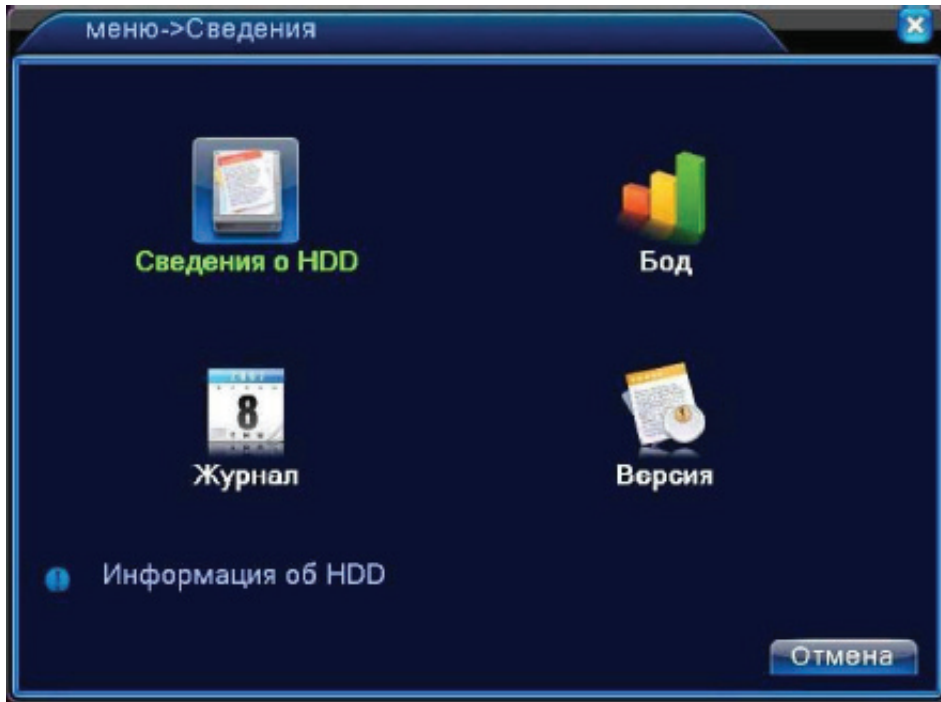 меню->Сведения
Сведения о HDD
Бод
8
Журнал
Версия
Информация об HDD
Отмена